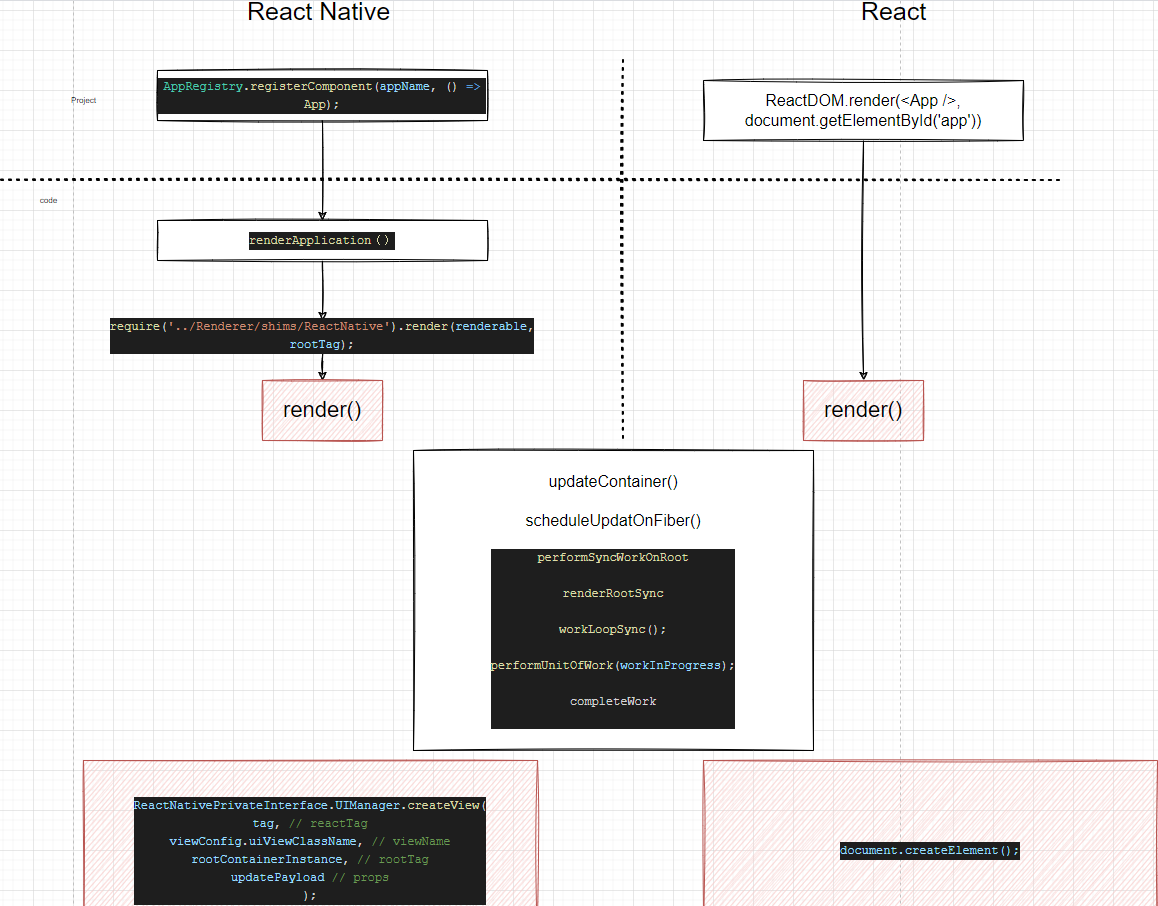 React Native
React
AppRegistry.registerComponent(appName, () =>
App);
Project
ReactDOM.render(<App />,
document.getElementById('app'))
code
renderApplication()
require('../Renderer/shims/ReactNative').render(renderable,
rootTag);
render()
render()
updateContainer()
scheduleUpdatOnFiber()
performSyncWorkOnRoot
renderRootSync
workLoopSync();
performUnitOfWork(workInProgress);
completeWork
ReactNativePrivateInterface.UIManager.createView(
tag, // reactTag
viewConfig.uiViewClassName, // viewName
rootContainerInstance, // rootTag
updatePayload // props
);
document.createElement();